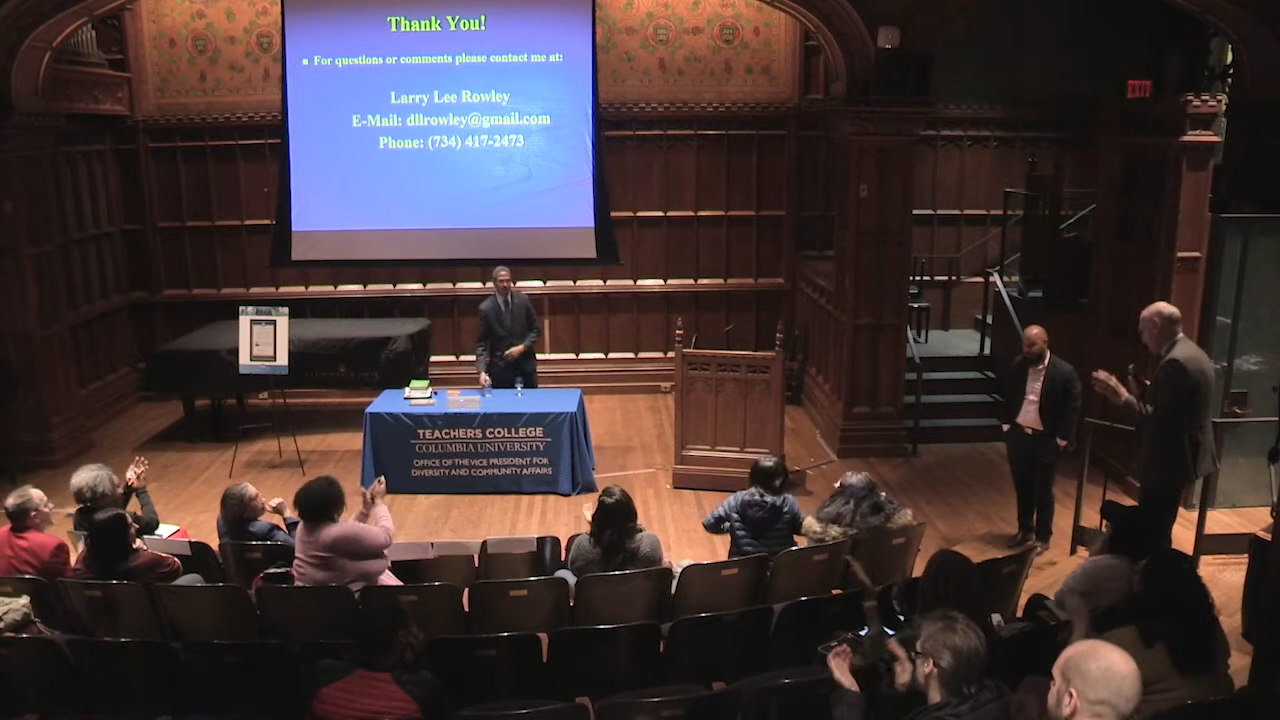 Thank You!
For questions or comments please contact me at:
Larry Lee Rowley
E-Mail: dllrowley@gmail.com
Phone: (734) 417-2473
EXIT
TEACHERS COLLEGE
COLUMBIA UNIVERSITY
OFFICE OF THE VICE PRESIDENT FOR
DIVERSITY AND COMMUNITY AFFAIRS